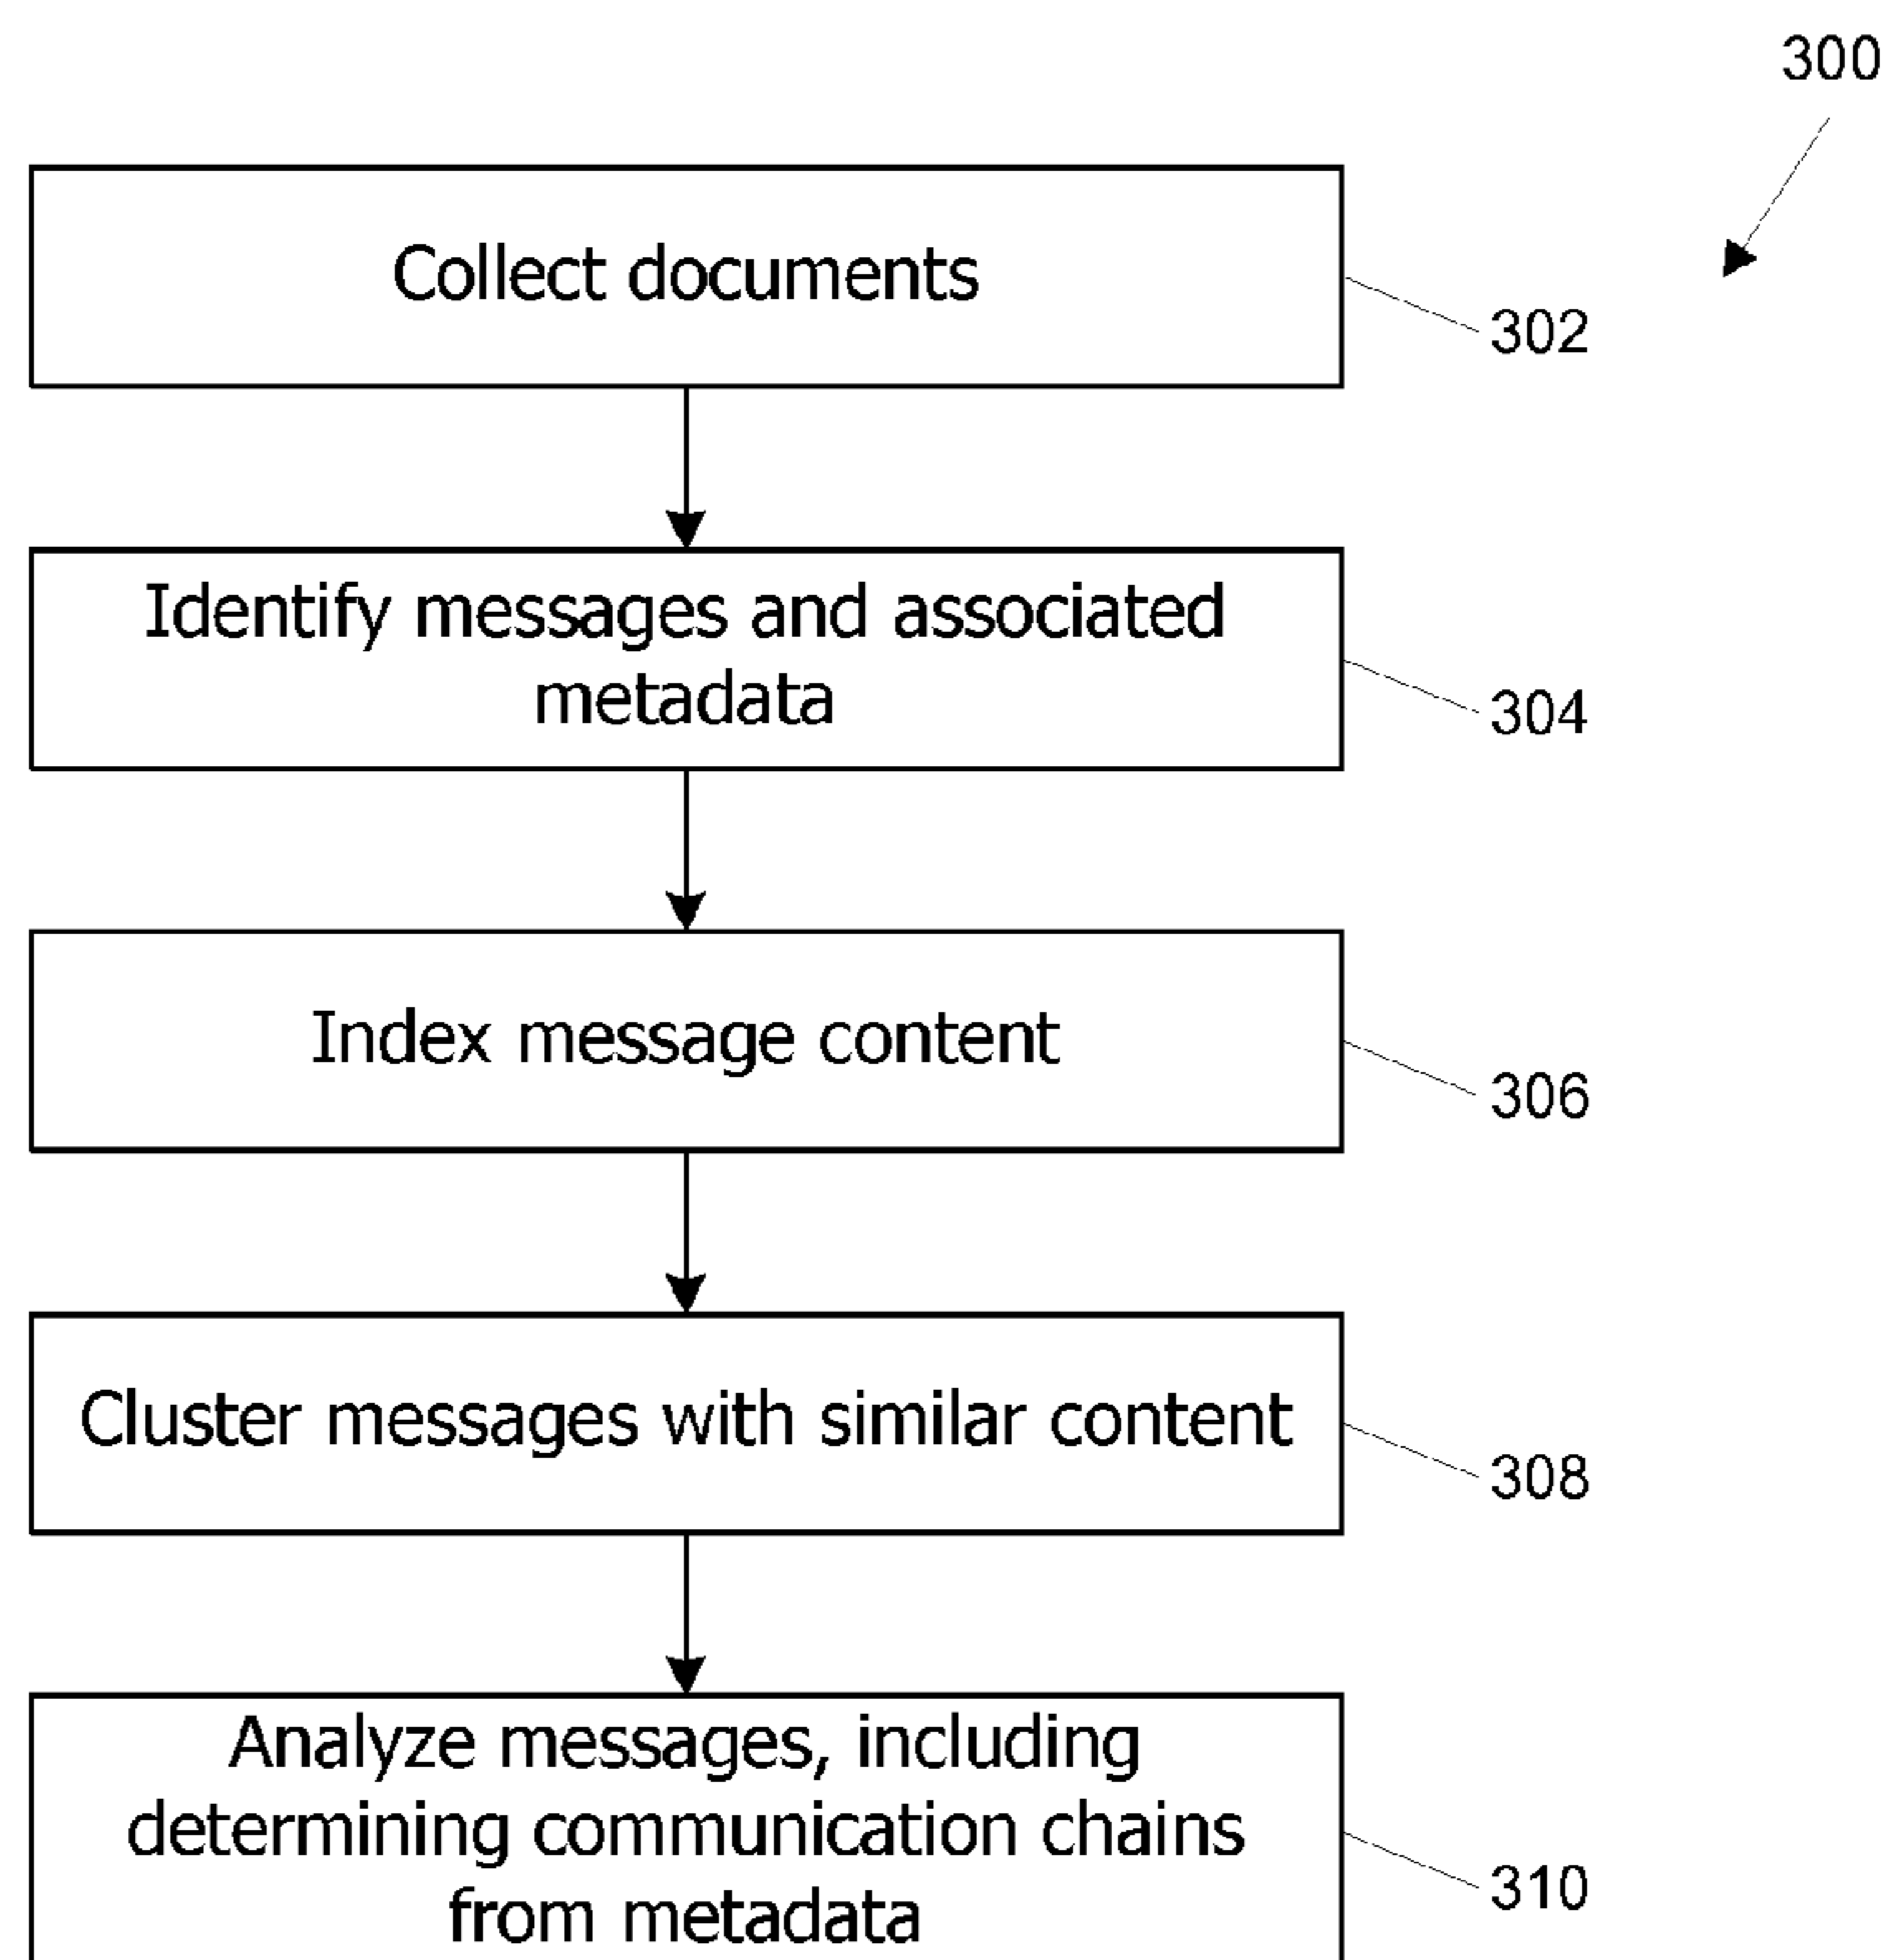 300
Collect documents
302
Identify messages and associated
metadata
304
Index message content
306
Cluster messages with similar content
308
Analyze messages, including
determining communication chains
from metadata
310